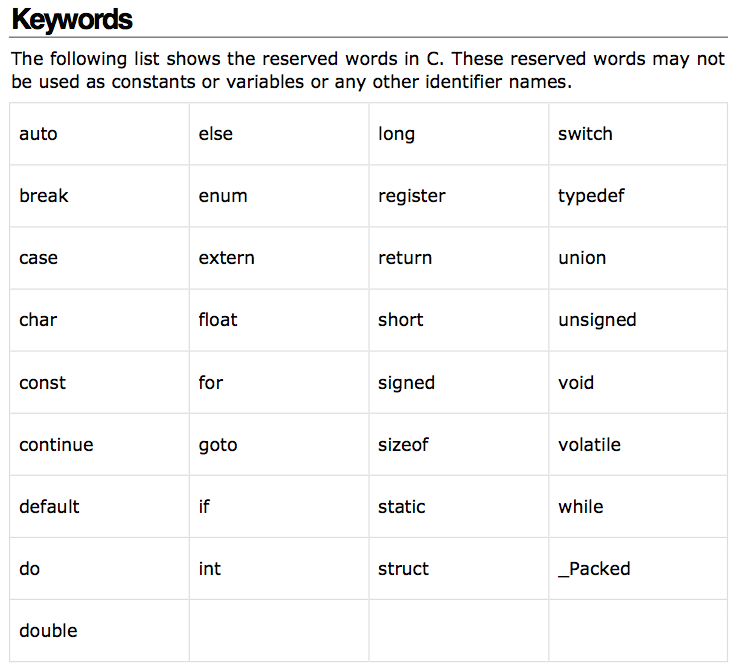 Keywords
The following list shows the reserved words in C. These reserved words may not
be used as constants or variables or any other identifier names.
auto else long switch
break enum register typedef
case extern return union
char float short unsigned
const for signed void
continue goto sizeof volatile
default if static while
do int struct _Packed
double